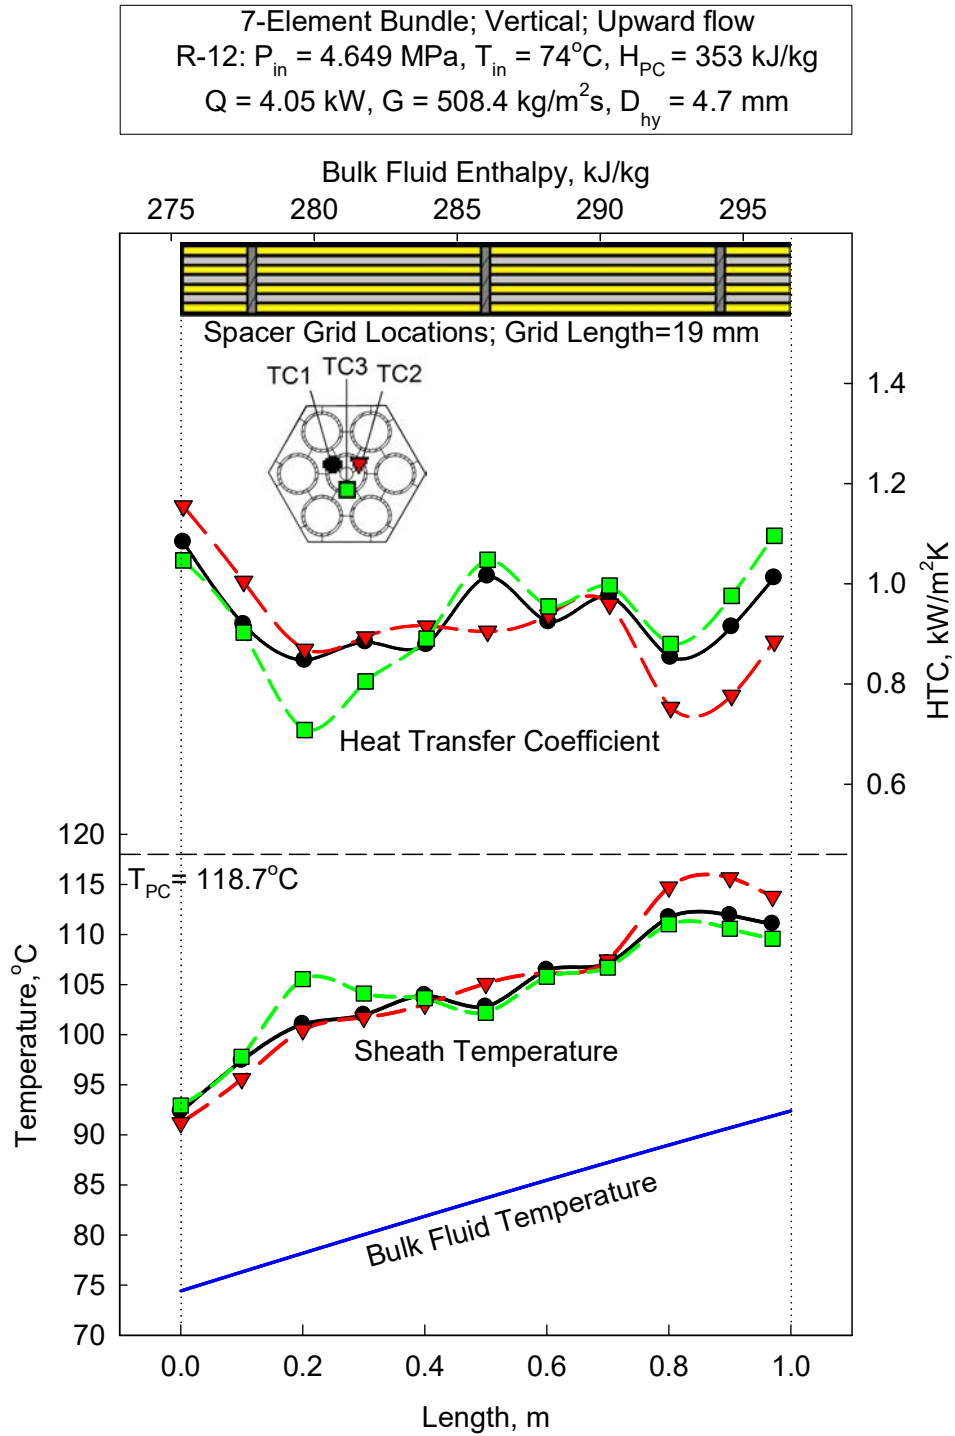 7-Element Bundle; Vertical; Upward flow
R-12: P_in = 4.649 MPa, T_in = 74°C, H_PC = 353 kJ/kg
Q = 4.05 kW, G = 508.4 kg/m²s, D_hy = 4.7 mm
Bulk Fluid Enthalpy, kJ/kg
275 280 285 290 295
Spacer Grid Locations; Grid Length=19 mm
TC1 TC3 TC2
1.4
1.2
1.0
0.8
0.6
HTC, kW/m²K
Heat Transfer Coefficient
120
T_PC= 118.7°C
115
110
105
100
95
90
85
80
75
70
Temperature,°C
Sheath Temperature
Bulk Fluid Temperature
0.0 0.2 0.4 0.6 0.8 1.0
Length, m